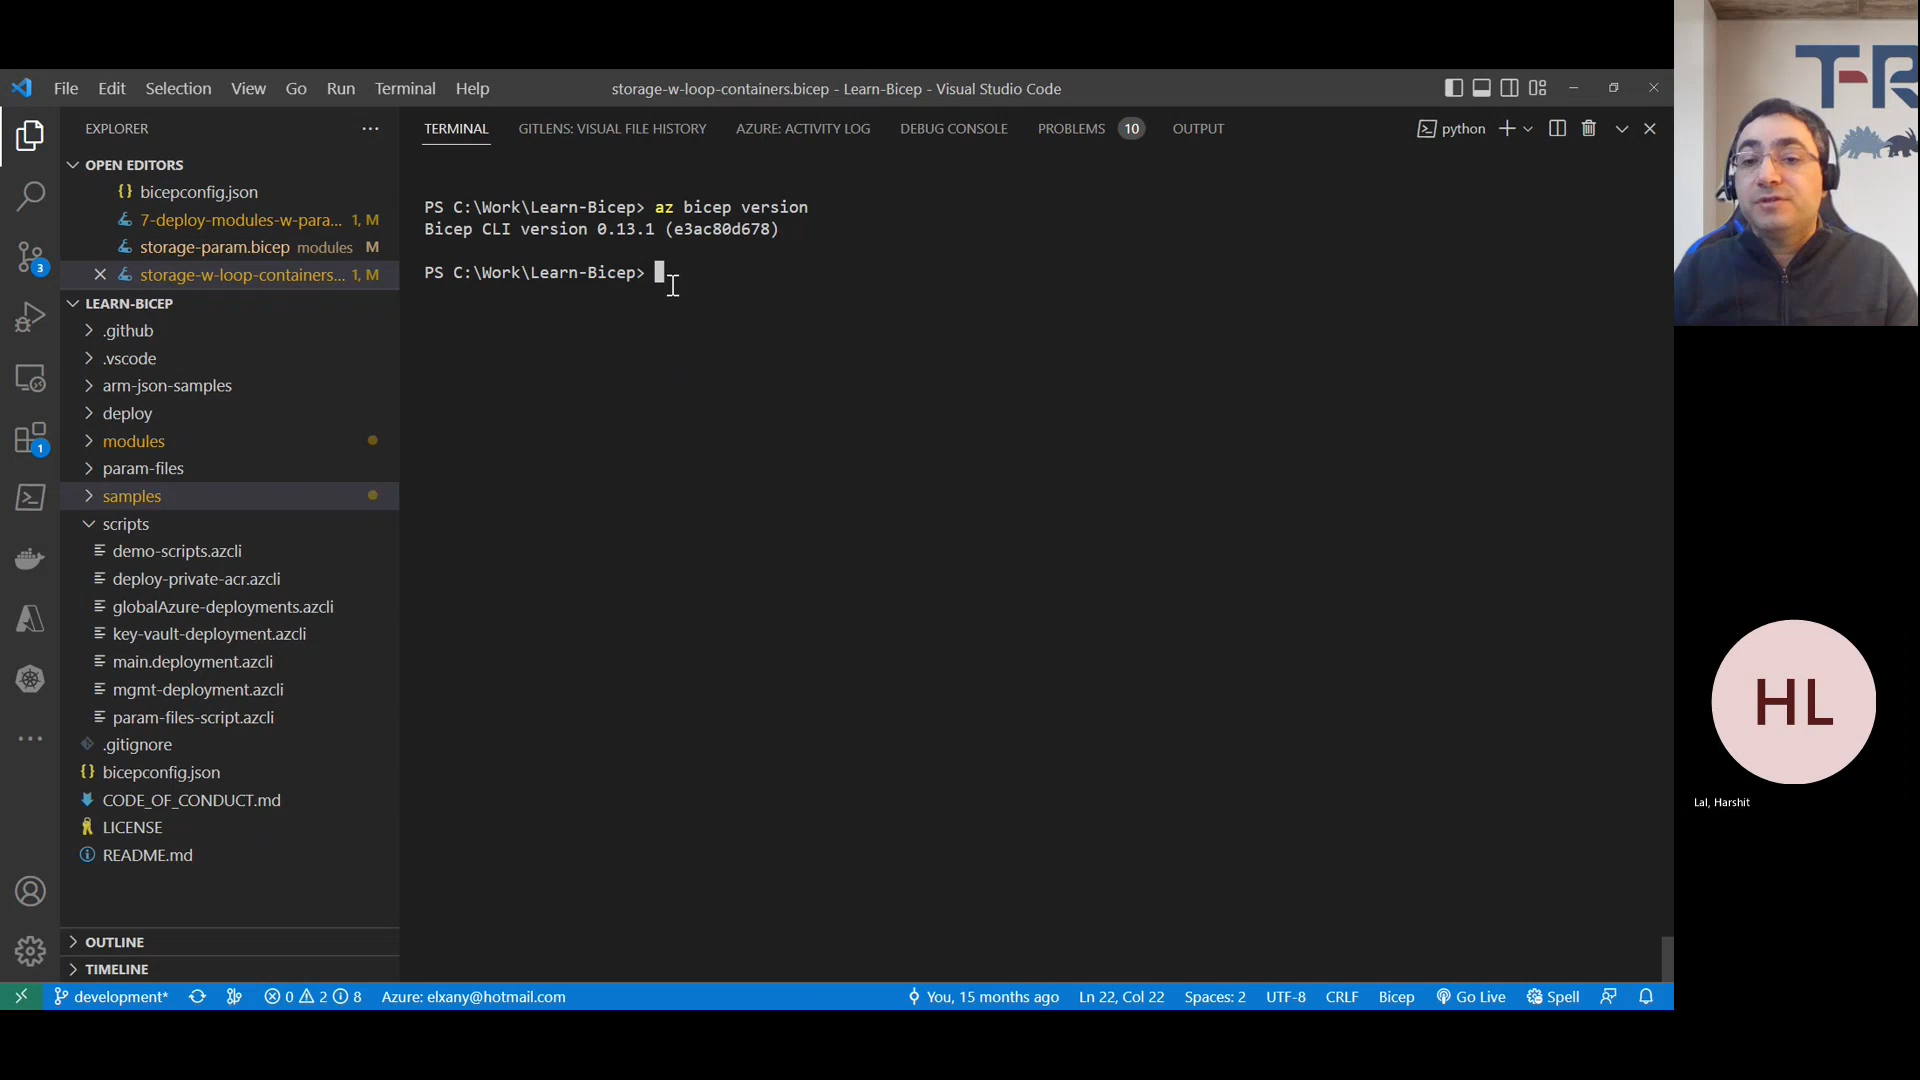 File Edit Selection View Go Run Terminal Help
storage-w-loop-containers.bicep - Learn-Bicep - Visual Studio Code
EXPLORER
OPEN EDITORS
bicepconfig.json
7-deploy-modules-w-para... 1, M
storage-param.bicep modules M
storage-w-loop-containers... 1, M
LEARN-BICEP
.github
.vscode
arm-json-samples
deploy
modules
param-files
samples
scripts
demo-scripts.azcli
deploy-private-acr.azcli
globalAzure-deployments.azcli
key-vault-deployment.azcli
main.deployment.azcli
mgmt-deployment.azcli
param-files-script.azcli
.gitignore
bicepconfig.json
CODE_OF_CONDUCT.md
LICENSE
README.md
OUTLINE
TIMELINE
3
1
TERMINAL GITLENS: VISUAL FILE HISTORY AZURE: ACTIVITY LOG DEBUG CONSOLE PROBLEMS 10 OUTPUT
python
PS C:\Work\Learn-Bicep> az bicep version
Bicep CLI version 0.13.1 (e3ac80d678)
PS C:\Work\Learn-Bicep>
development* 0 2 8 Azure: elxany@hotmail.com
You, 15 months ago Ln 22, Col 22 Spaces: 2 UTF-8 CRLF Bicep Go Live Spell
T-R
HL
Lal, Harshit